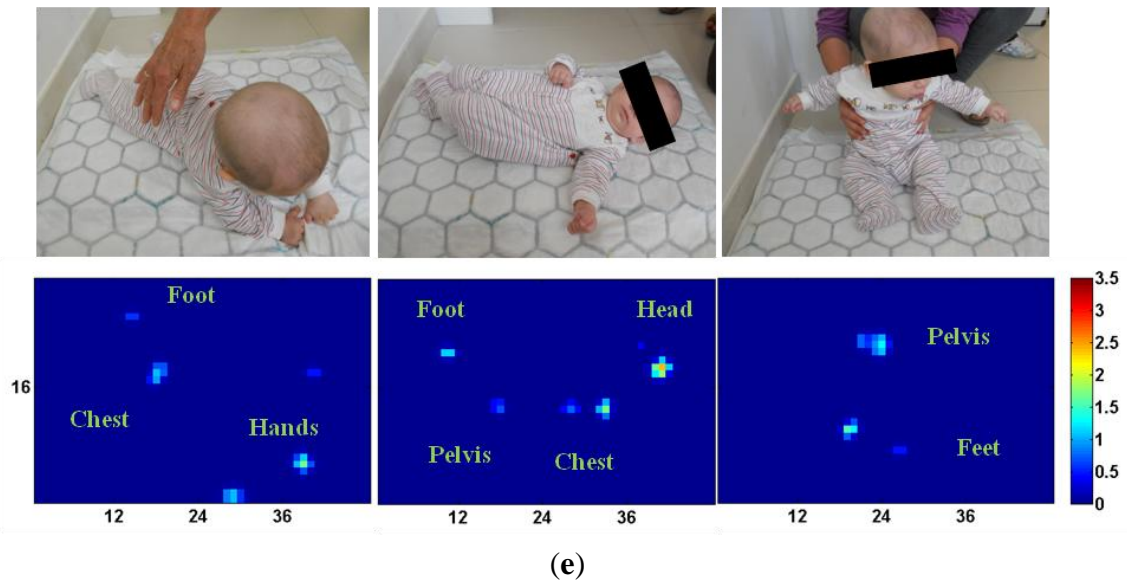 Foot
Chest
Hands
16
12 24 36
Foot
Head
Pelvis
Chest
12 24 36
Pelvis
Feet
12 24 36
3.5
3
2.5
2
1.5
1
0.5
0
(e)